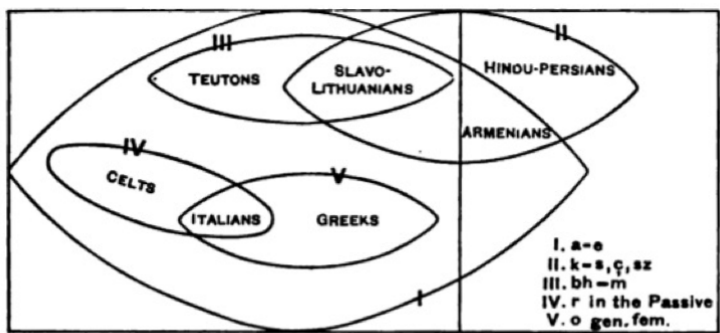 III
II
TEUTONS
SLAVO-
LITHUANIANS
HINDU-PERSIANS
ARMENIANS
IV
CELTS
V
ITALIANS
GREEKS
I
I. a-e
II. k-s, ç, sz
III. bh-m
IV. r in the Passive
V. o gen. fem.